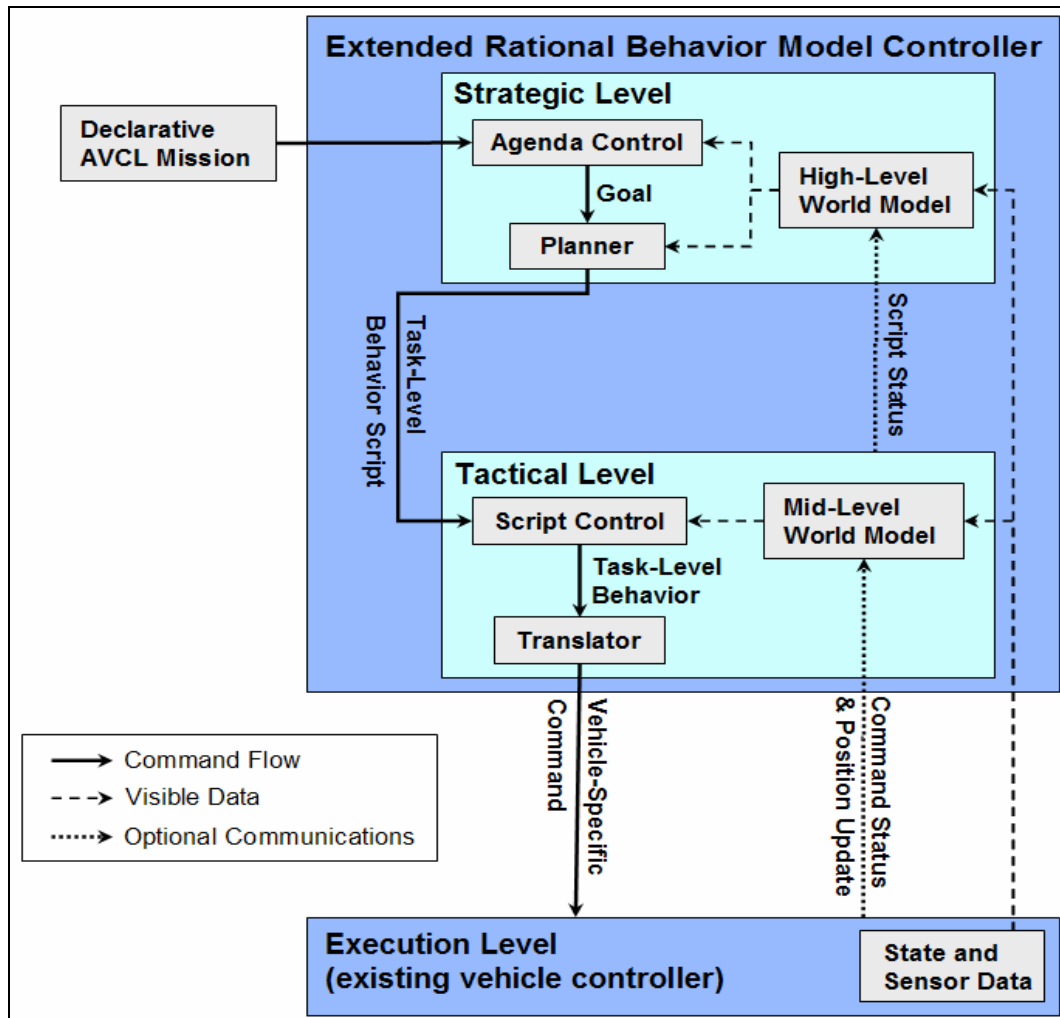 Extended Rational Behavior Model Controller
Strategic Level
Declarative
AVCL Mission
Agenda Control
High-Level
World Model
Goal
Planner
Task-Level
Behavior Script
Script Status
Tactical Level
Script Control
Mid-Level
World Model
Task-Level
Behavior
Translator
Vehicle-Specific
Command
Command Status
& Position Update
Command Flow
Visible Data
Optional Communications
Execution Level
(existing vehicle controller)
State and
Sensor Data